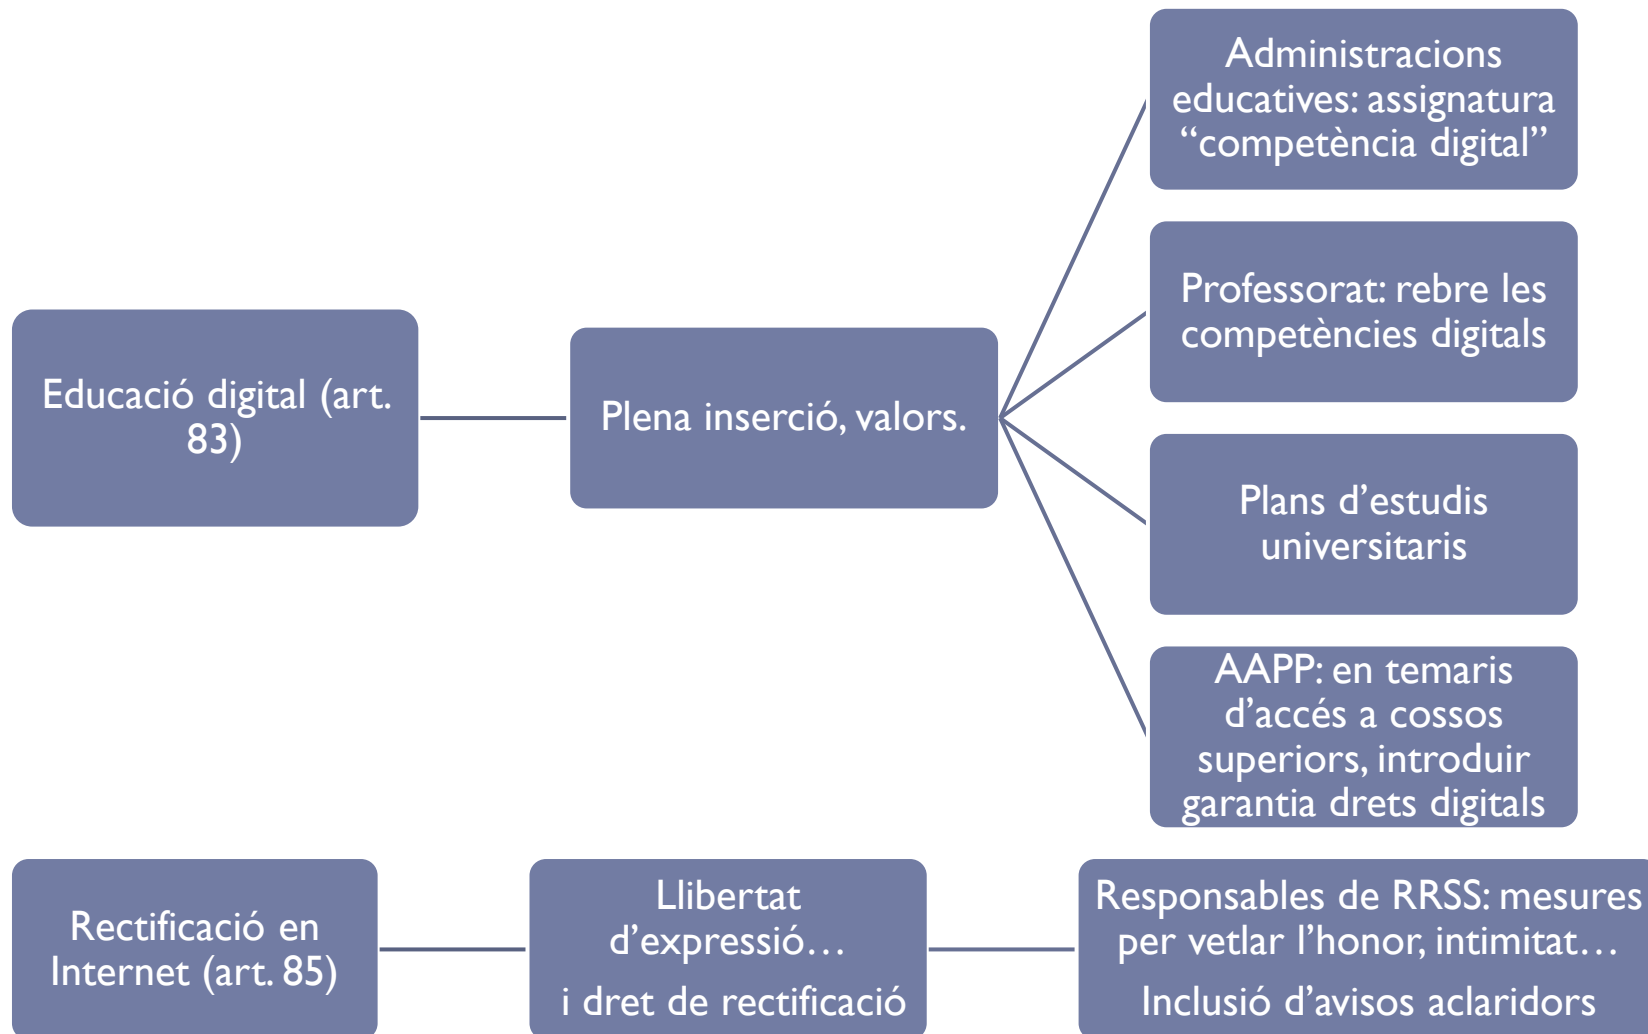 Educació digital (art.
83)
Plena inserció, valors.
Administracions
educatives: assignatura
“competència digital”
Professorat: rebre les
competències digitals
Plans d’estudis
universitaris
AAPP: en temaris
d’accés a cossos
superiors, introduir
garantia drets digitals
Rectificació en
Internet (art. 85)
Llibertat
d’expressió…
i dret de rectificació
Responsables de RRSS: mesures
per vetlar l’honor, intimitat…
Inclusió d’avisos aclaridors